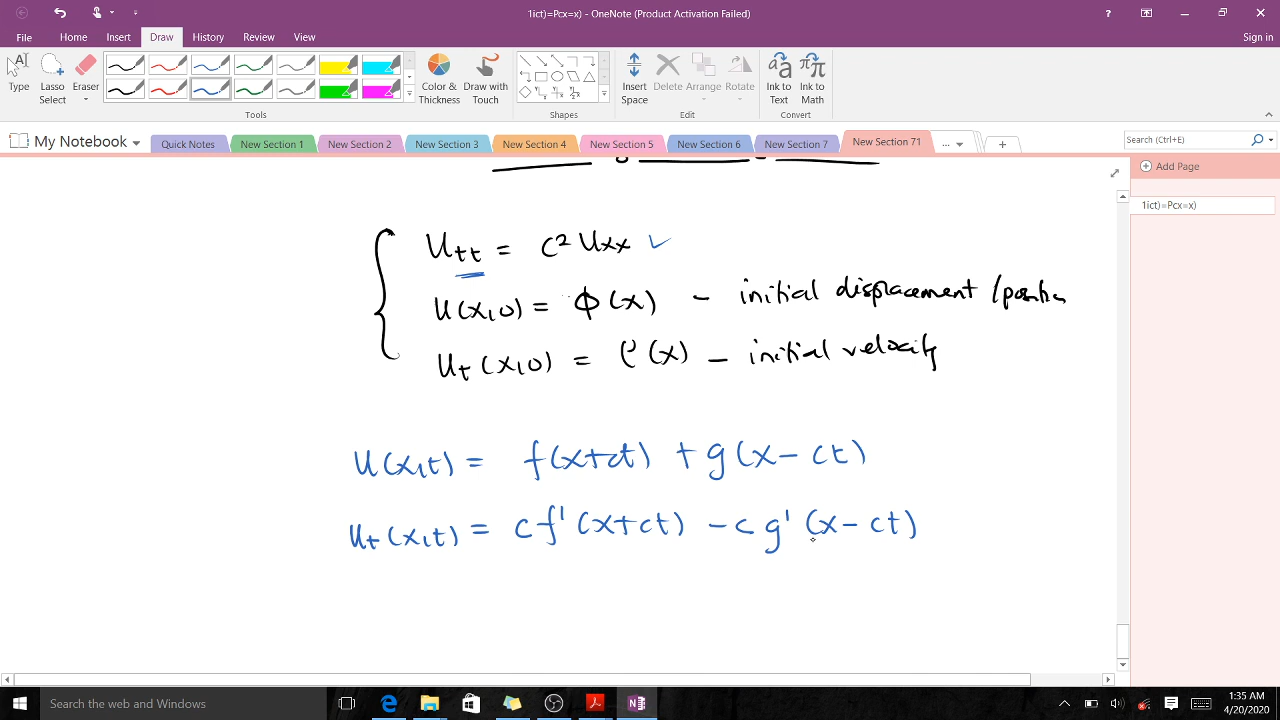 1ict)=Pcx=x) - OneNote (Product Activation Failed)
File Home Insert Draw History Review View
Sign in
Type
Lasso Select
Eraser
Color & Thickness
Draw with Touch
Insert Space
Delete
Arrange
Rotate
Ink to Text
Ink to Math
Tools
Shapes
Edit
Convert
My Notebook
Quick Notes
New Section 1
New Section 2
New Section 3
New Section 4
New Section 5
New Section 6
New Section 7
New Section 71
...
Search (Ctrl+E)
Add Page
1ict)=Pcx=x)
Utt = c² Uxx ✓
U(x,0) = ϕ(x) - initial displacement /
Ut(x,0) = (x) - initial velocity
U(x,t) = f(x+ct) + g(x-ct)
Ut(x,t) = c f'(x+ct) - c g'(x-ct)
Search the web and Windows
1:35 AM
4/20/2020